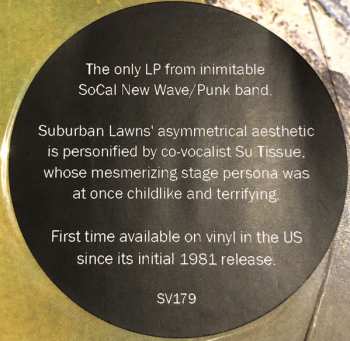 The only LP from inimitable
SoCal New Wave/Punk band.
Suburban Lawns' asymmetrical aesthetic
is personified by co-vocalist Su Tissue,
whose mesmerizing stage persona was
at once childlike and terrifying.
First time available on vinyl in the US
since its initial 1981 release.
SV179